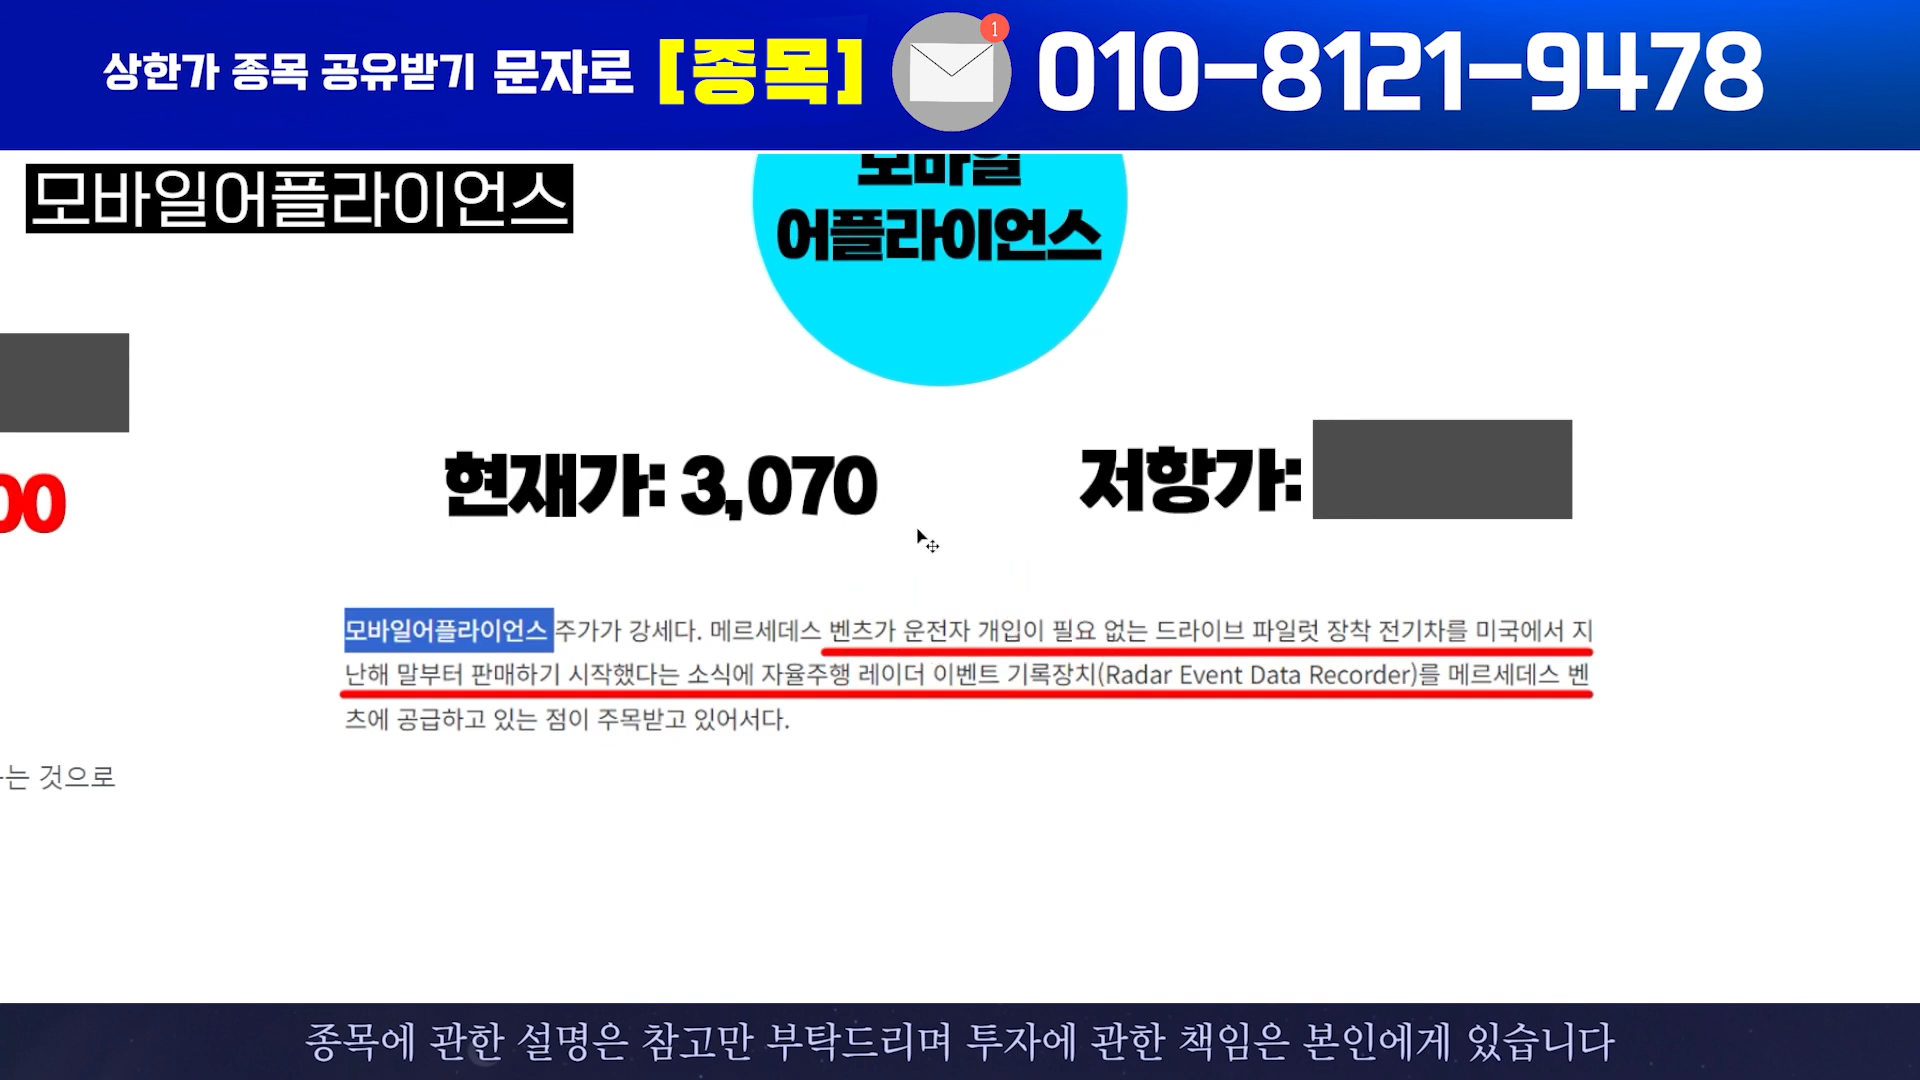 상한가 종목 공유받기 문자로 [종목] 1 010-8121-9478
모바일어플라이언스
모바일
어플라이언스
00
현재가: 3,070
저항가:
모바일어플라이언스 주가가 강세다. 메르세데스 벤츠가 운전자 개입이 필요 없는 드라이브 파일럿 장착 전기차를 미국에서 지
난해 말부터 판매하기 시작했다는 소식에 자율주행 레이더 이벤트 기록장치(Radar Event Data Recorder)를 메르세데스 벤
츠에 공급하고 있는 점이 주목받고 있어서다.
는 것으로
종목에 관한 설명은 참고만 부탁드리며 투자에 관한 책임은 본인에게 있습니다